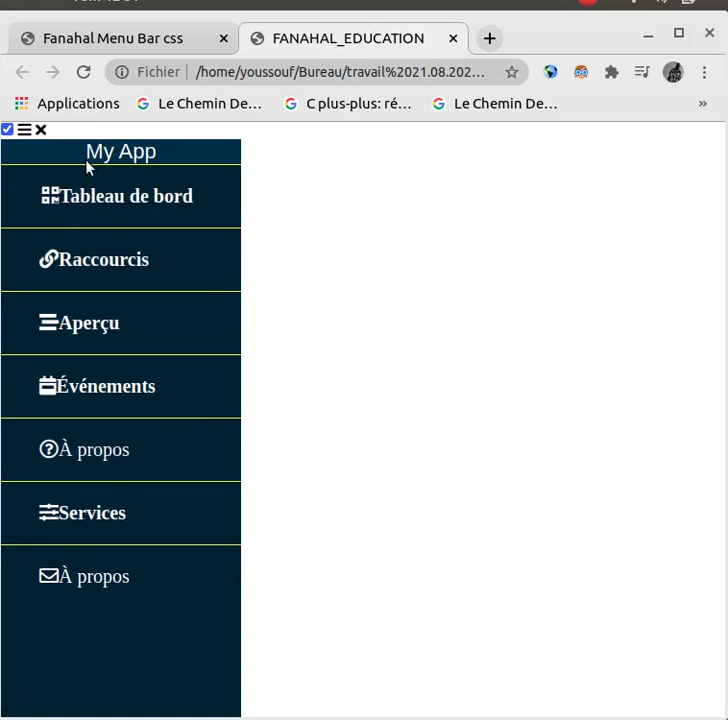 Fanahal Menu Bar css
FANAHAL_EDUCATION
Fichier /home/youssouf/Bureau/travail%2021.08.202...
Applications Le Chemin De... C plus-plus: ré... Le Chemin De... »
My App
Tableau de bord
Raccourcis
Aperçu
Événements
À propos
Services
À propos